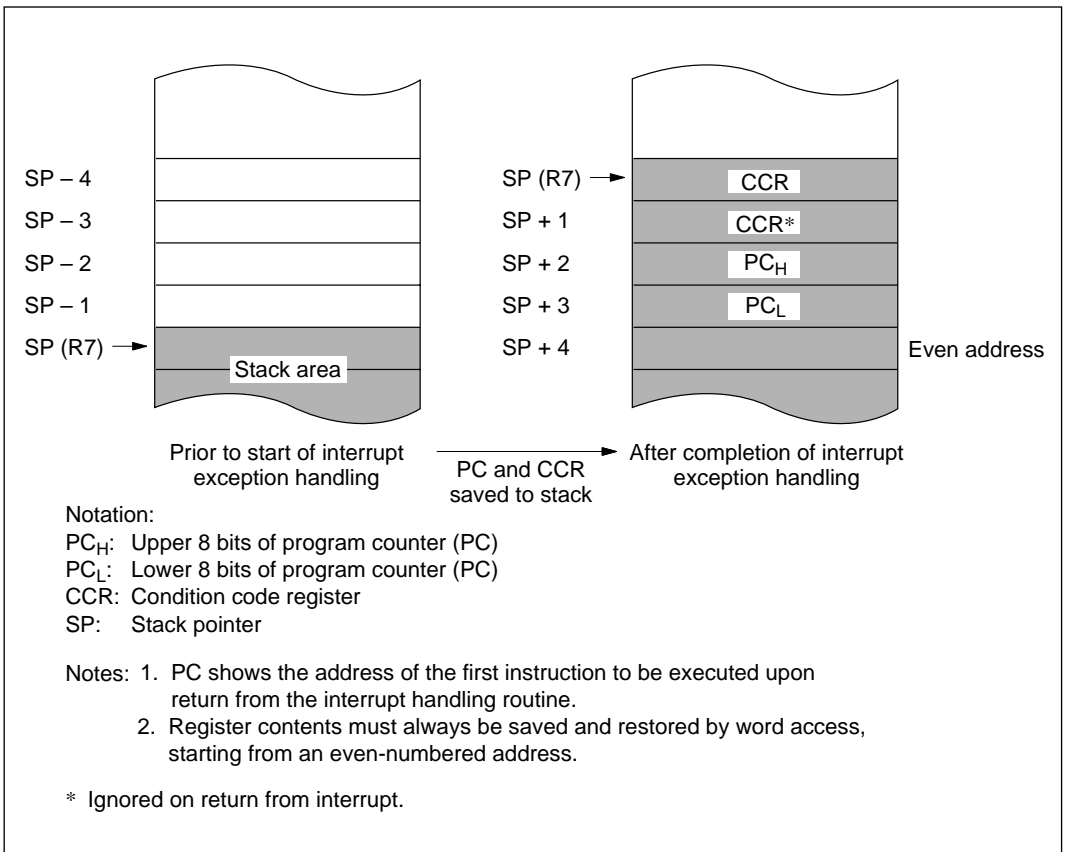 SP – 4
SP – 3
SP – 2
SP – 1
SP (R7)
Stack area
SP (R7)
SP + 1
SP + 2
SP + 3
SP + 4
CCR
CCR*
PCH
PCL
Even address
Prior to start of interrupt
exception handling
PC and CCR
saved to stack
After completion of interrupt
exception handling
Notation:
PCH: Upper 8 bits of program counter (PC)
PCL: Lower 8 bits of program counter (PC)
CCR: Condition code register
SP: Stack pointer
Notes: 1. PC shows the address of the first instruction to be executed upon
return from the interrupt handling routine.
2. Register contents must always be saved and restored by word access,
starting from an even-numbered address.
* Ignored on return from interrupt.